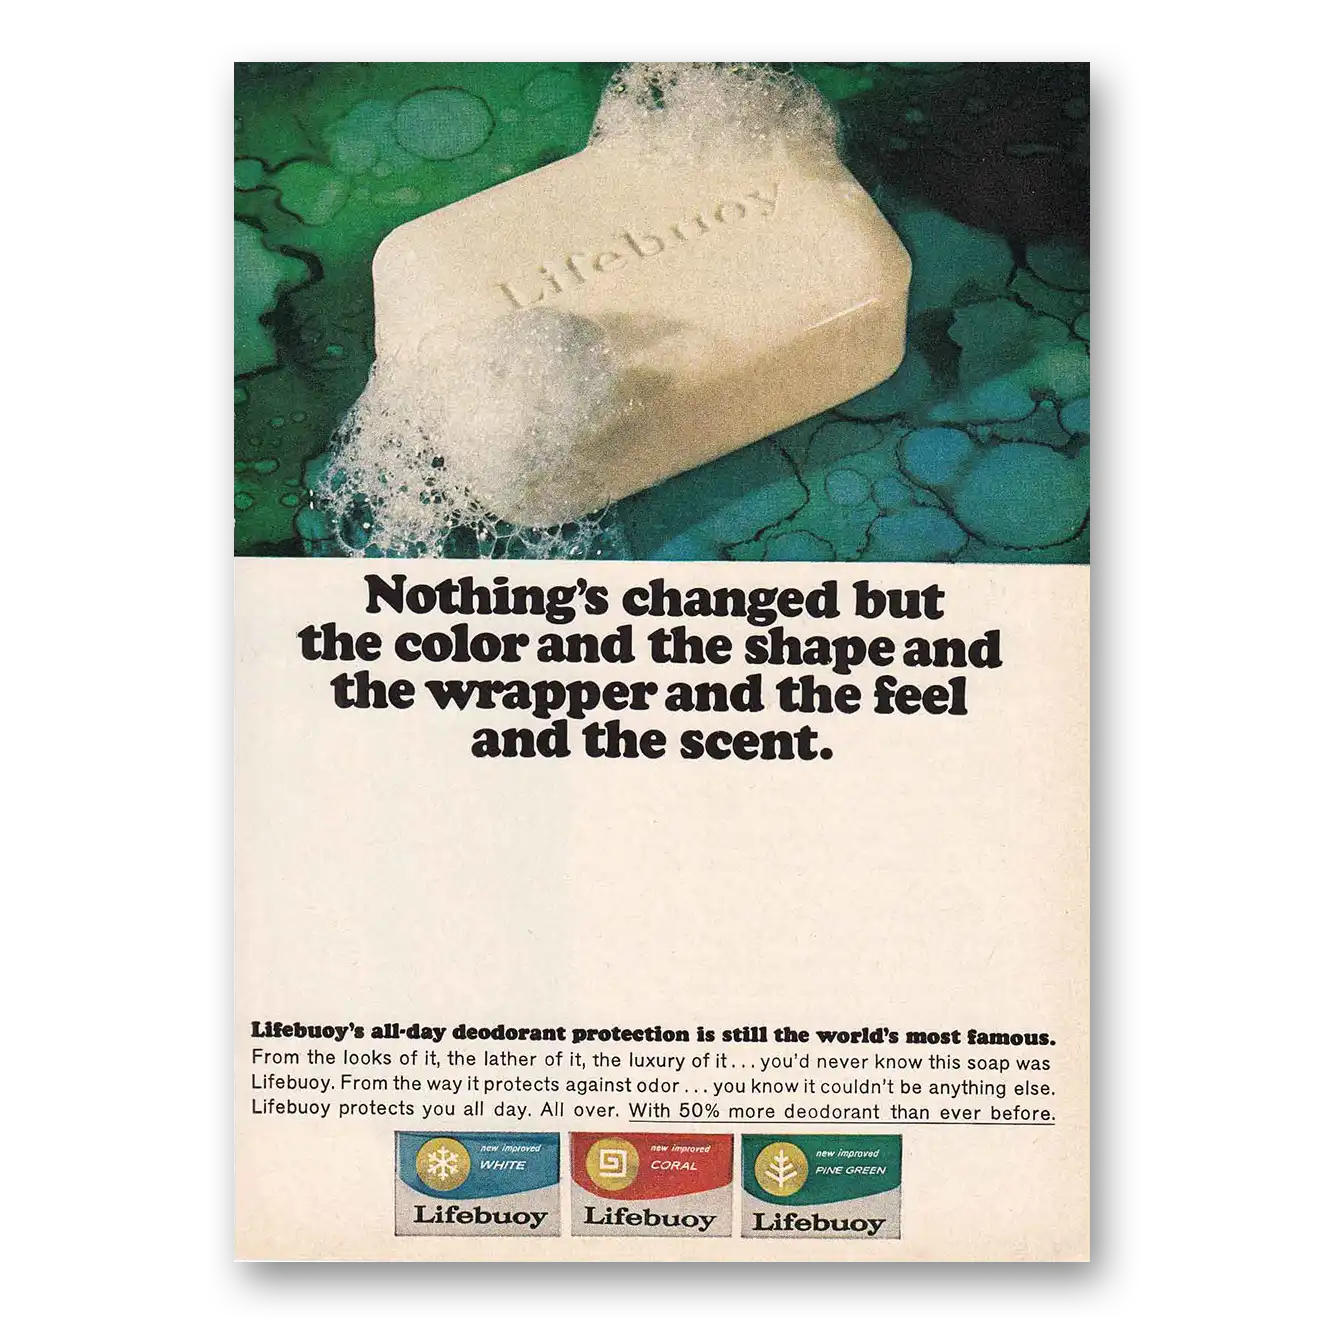 Lifebuoy
Nothing's changed but
the color and the shape and
the wrapper and the feel
and the scent.
Lifebuoy's all-day deodorant protection is still the world's most famous.
From the looks of it, the lather of it, the luxury of it... you'd never know this soap was
Lifebuoy. From the way it protects against odor... you know it couldn't be anything else.
Lifebuoy protects you all day. All over. With 50% more deodorant than ever before.
new improved
WHITE
Lifebuoy
new improved
CORAL
Lifebuoy
new improved
PINE GREEN
Lifebuoy